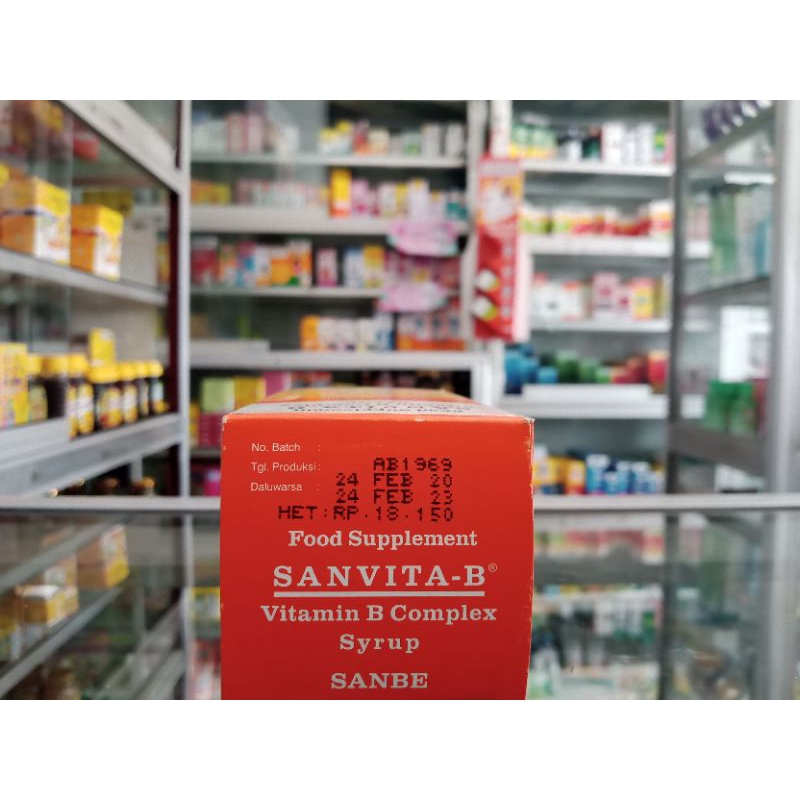 No. Batch :
Tgl. Produksi : AB1969
Daluwarsa : 24 FEB 20
24 FEB 23
HET:RP.18.150
Food Supplement
SANVITA-B®
Vitamin B Complex
Syrup
SANBE